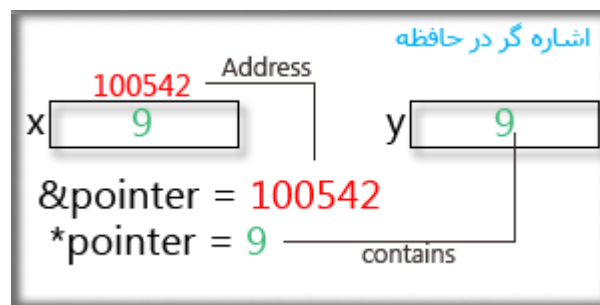 اشاره گر در حافظه
100542 Address
x 9 y 9
&pointer = 100542
*pointer = 9 contains